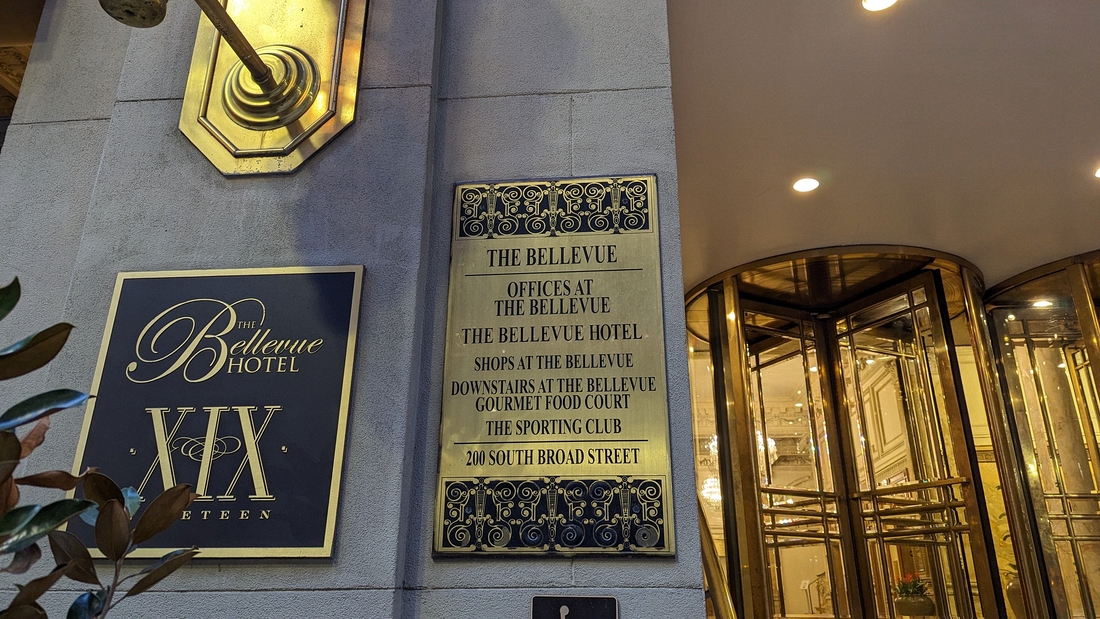 THE
Bellevue
HOTEL
XIX
THE BELLEVUE
OFFICES AT
THE BELLEVUE
THE BELLEVUE HOTEL
SHOPS AT THE BELLEVUE
DOWNSTAIRS AT THE BELLEVUE
GOURMET FOOD COURT
THE SPORTING CLUB
200 SOUTH BROAD STREET